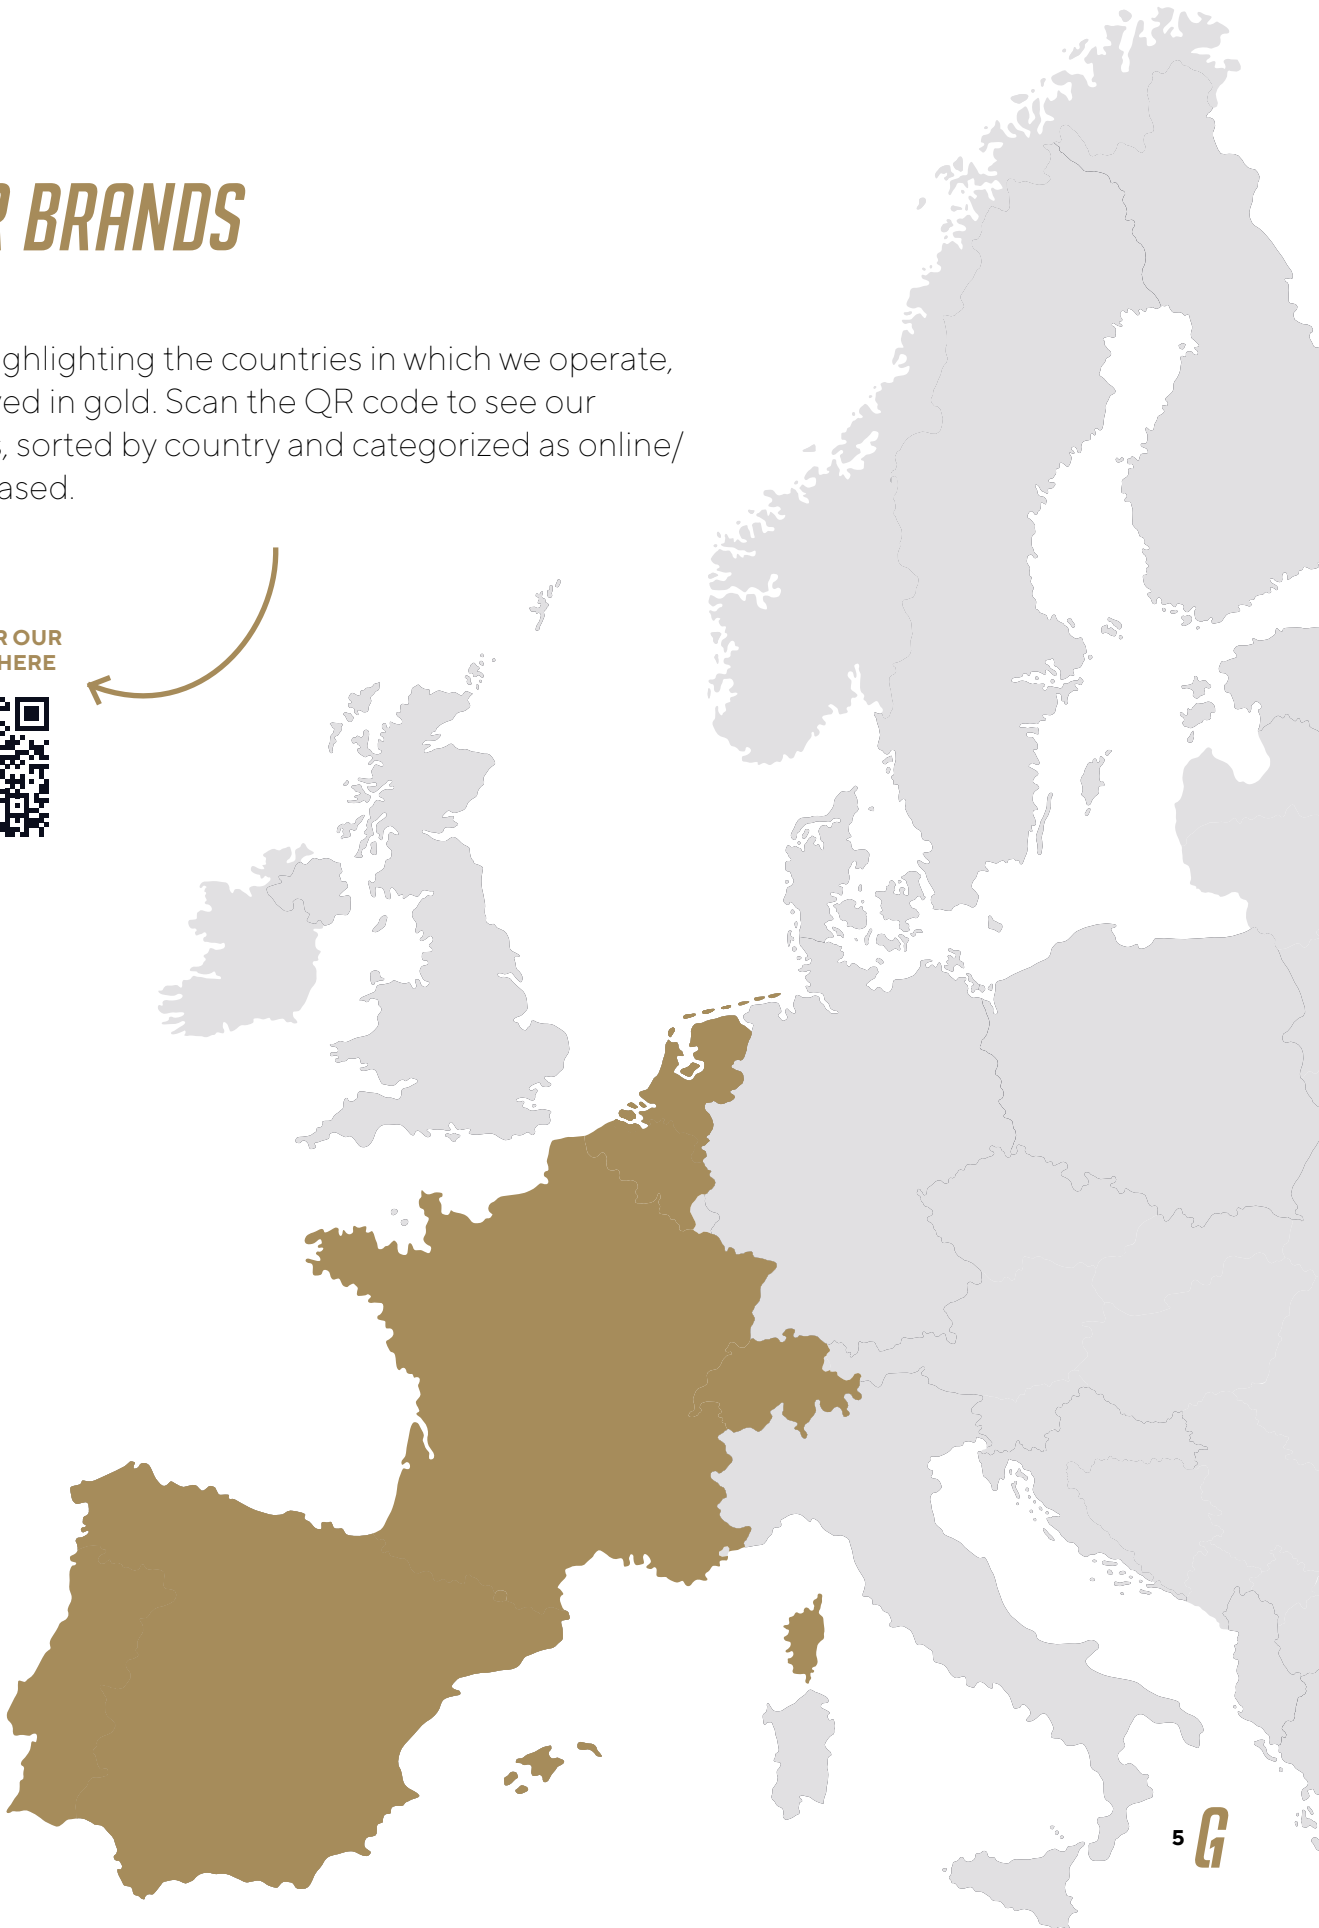 R BRANDS
ghlighting the countries in which we operate,
ed in gold. Scan the QR code to see our
, sorted by country and categorized as online/
ased.
R OUR
HERE
5 G